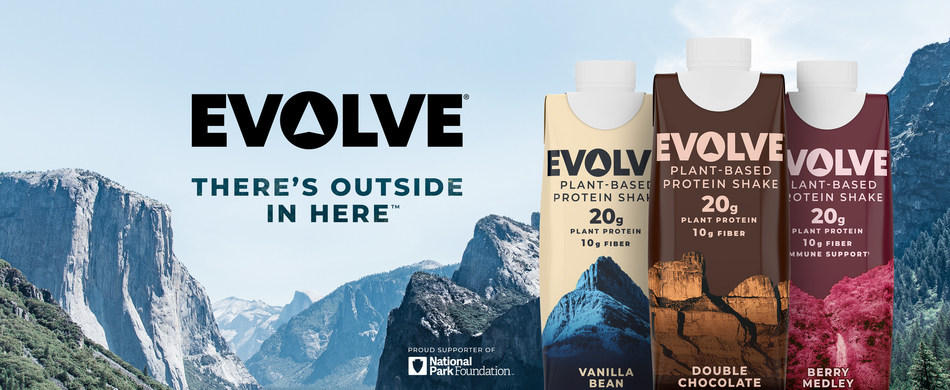 EVOLVE®
THERE'S OUTSIDE
IN HERE™
PROUD SUPPORTER OF
National
Park Foundation™
EVOLVE
PLANT-BASED
PROTEIN SHAK
20g
PLANT PROTEIN
10g FIBER
VANILLA
BEAN
EVOLVE
PLANT-BASED
PROTEIN SHAKE
20g
PLANT PROTEIN
10g FIBER
DOUBLE
CHOCOLATE
VOLVE
LANT-BASED
ROTEIN SHAKE
20g
PLANT PROTEIN
10g FIBER
MMUNE SUPPORT†
BERRY
MEDLEY